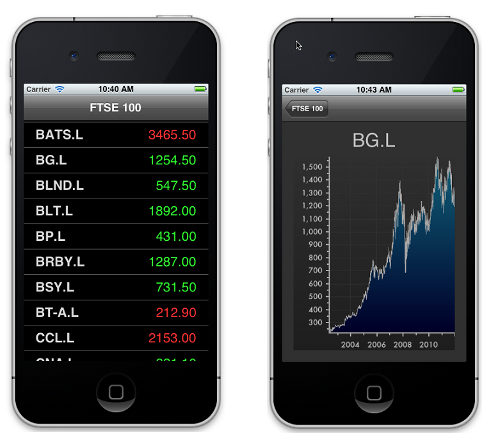 Carrier 10:40 AM
FTSE 100
BATS.L 3465.50
BG.L 1254.50
BLND.L 547.50
BLT.L 1892.00
BP.L 431.00
BRBY.L 1287.00
BSY.L 731.50
BT-A.L 212.90
CCL.L 2153.00
Carrier 10:43 AM
FTSE 100
BG.L
1,500
1,400
1,300
1,200
1,100
1,000
900
800
700
600
500
400
300
2004 2006 2008 2010